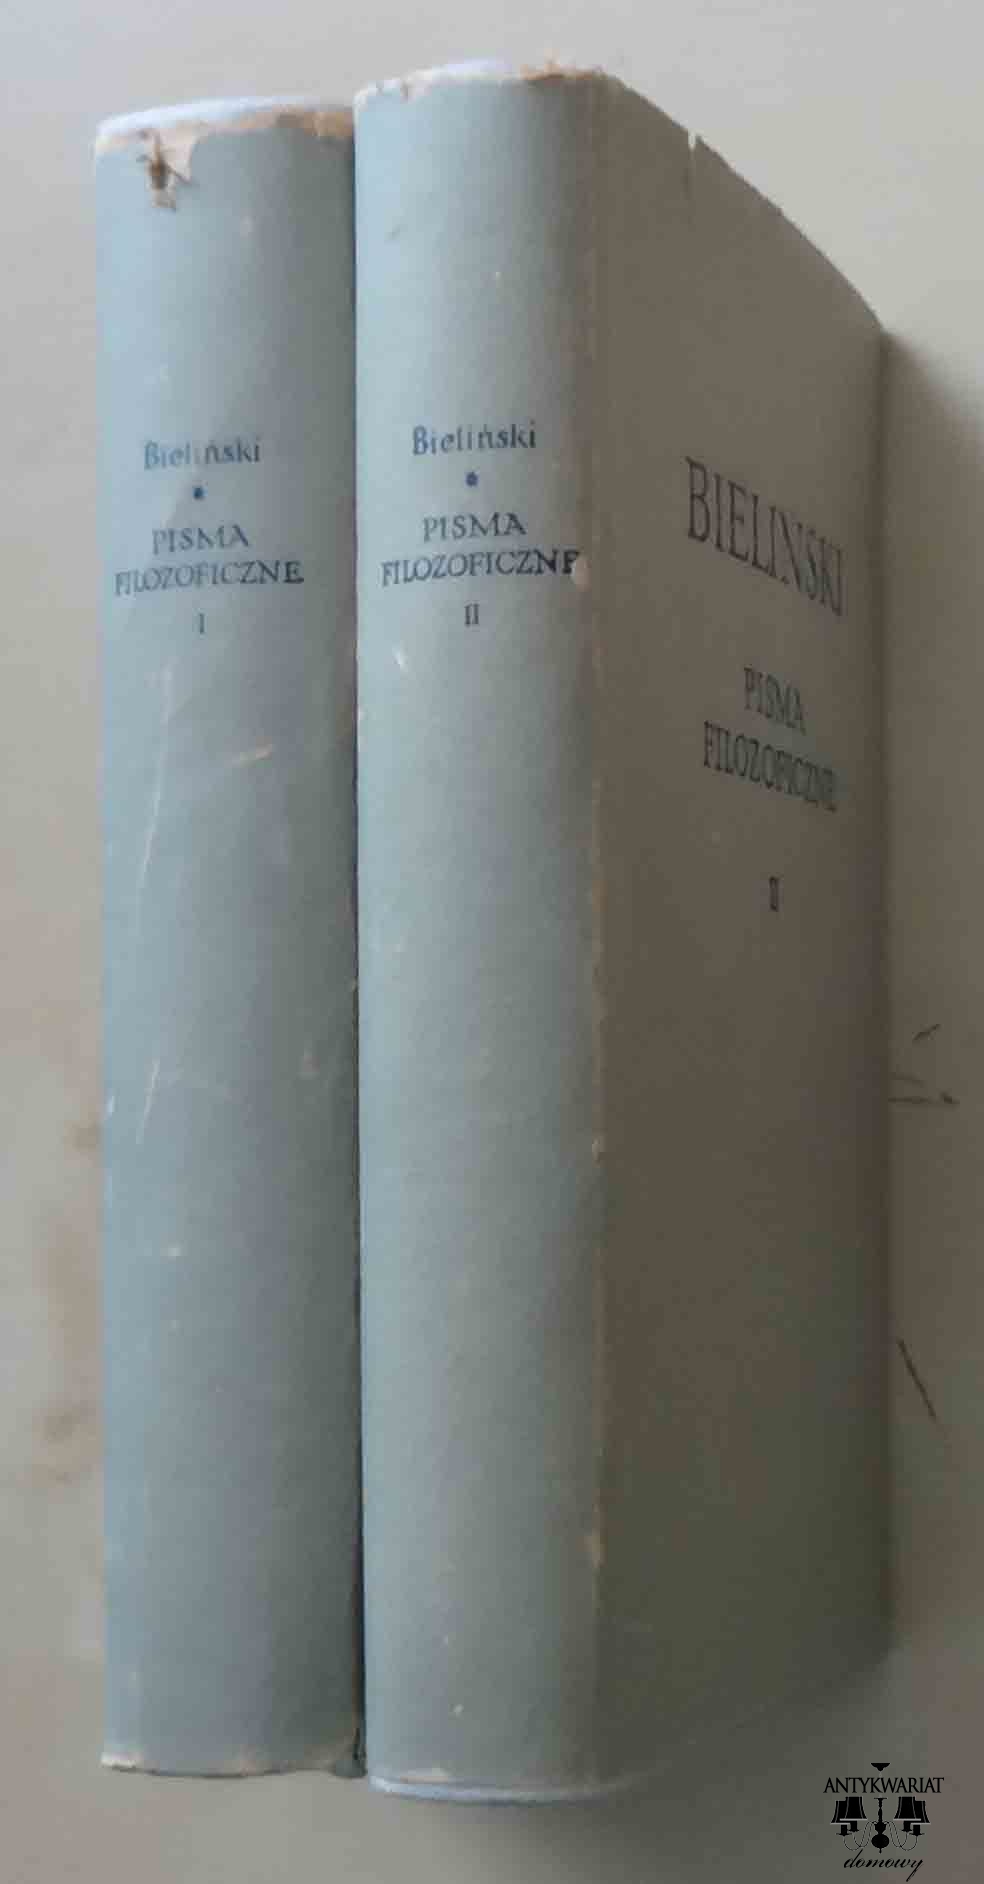 Bieliński
PISMA
FILOZOFICZNE
I
Bieliński
PISMA
FILOZOFICZNE
II
BIELIŃSKI
PISMA
FILOZOFICZNE
II
ANTYKWARIAT
domowy